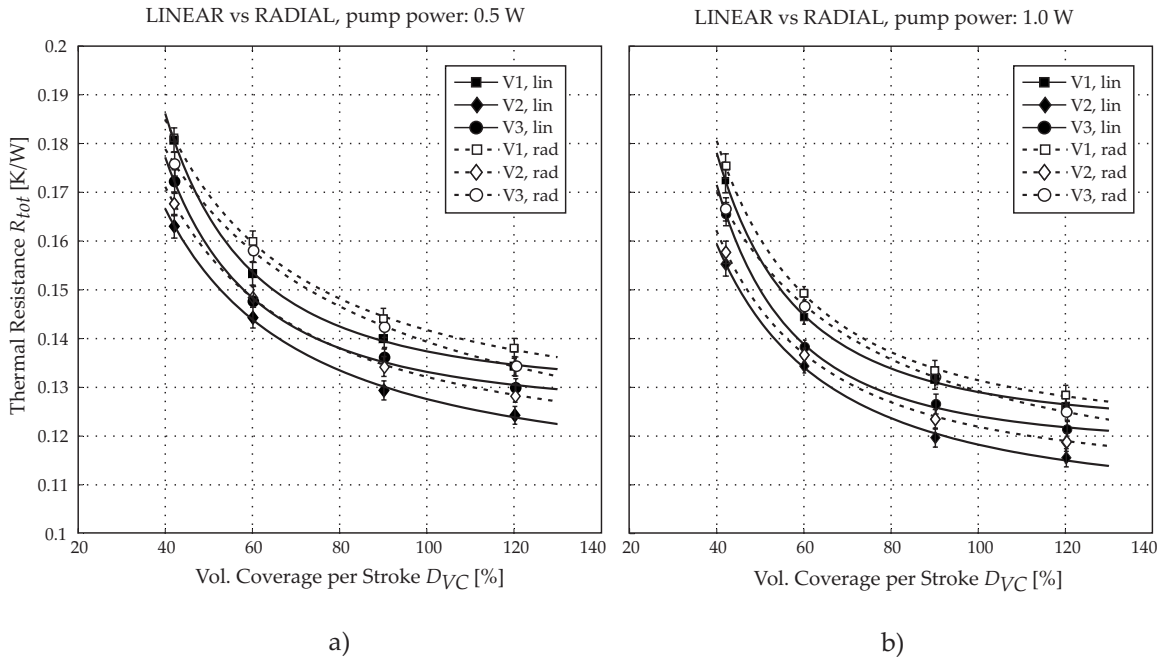 LINEAR vs RADIAL, pump power: 0.5 W
Thermal Resistance R_tot [K/W]
0.2
0.19
0.18
0.17
0.16
0.15
0.14
0.13
0.12
0.11
0.1
V1, lin
V2, lin
V3, lin
V1, rad
V2, rad
V3, rad
20 40 60 80 100 120 140
Vol. Coverage per Stroke D_VC [%]
a)
LINEAR vs RADIAL, pump power: 1.0 W
V1, lin
V2, lin
V3, lin
V1, rad
V2, rad
V3, rad
20 40 60 80 100 120 140
Vol. Coverage per Stroke D_VC [%]
b)